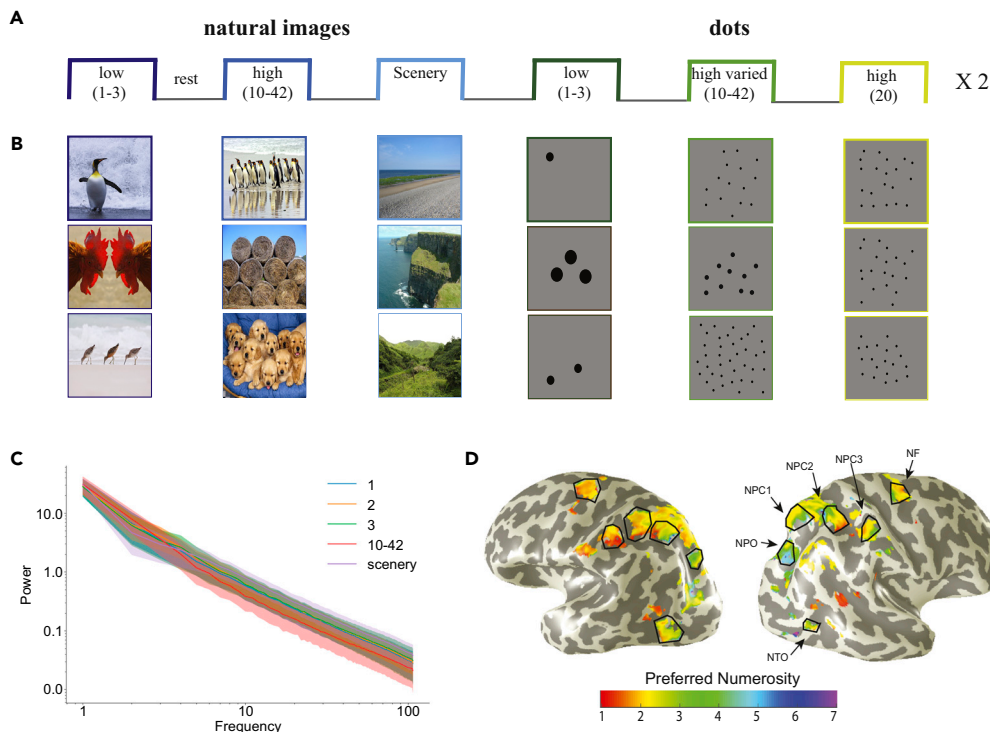 A
natural images
dots
low
(1-3)
rest
high
(10-42)
Scenery
low
(1-3)
high varied
(10-42)
high
(20)
X 2
B
C
10.0
1.0
0.1
0.0
Power
1
10
100
Frequency
1
2
3
10-42
scenery
D
NPC1
NPC2
NPC3
NF
NPO
NTO
Preferred Numerosity
1 2 3 4 5 6 7